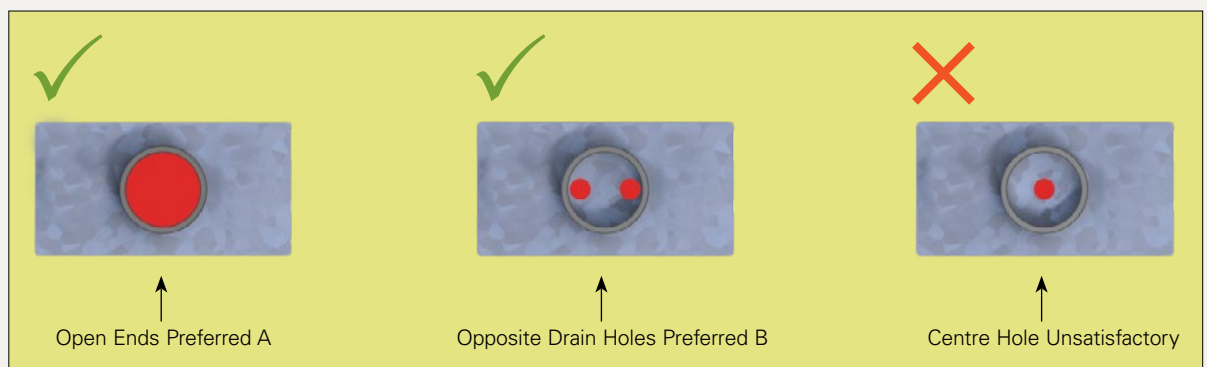 Open Ends Preferred A
Opposite Drain Holes Preferred B
Centre Hole Unsatisfactory